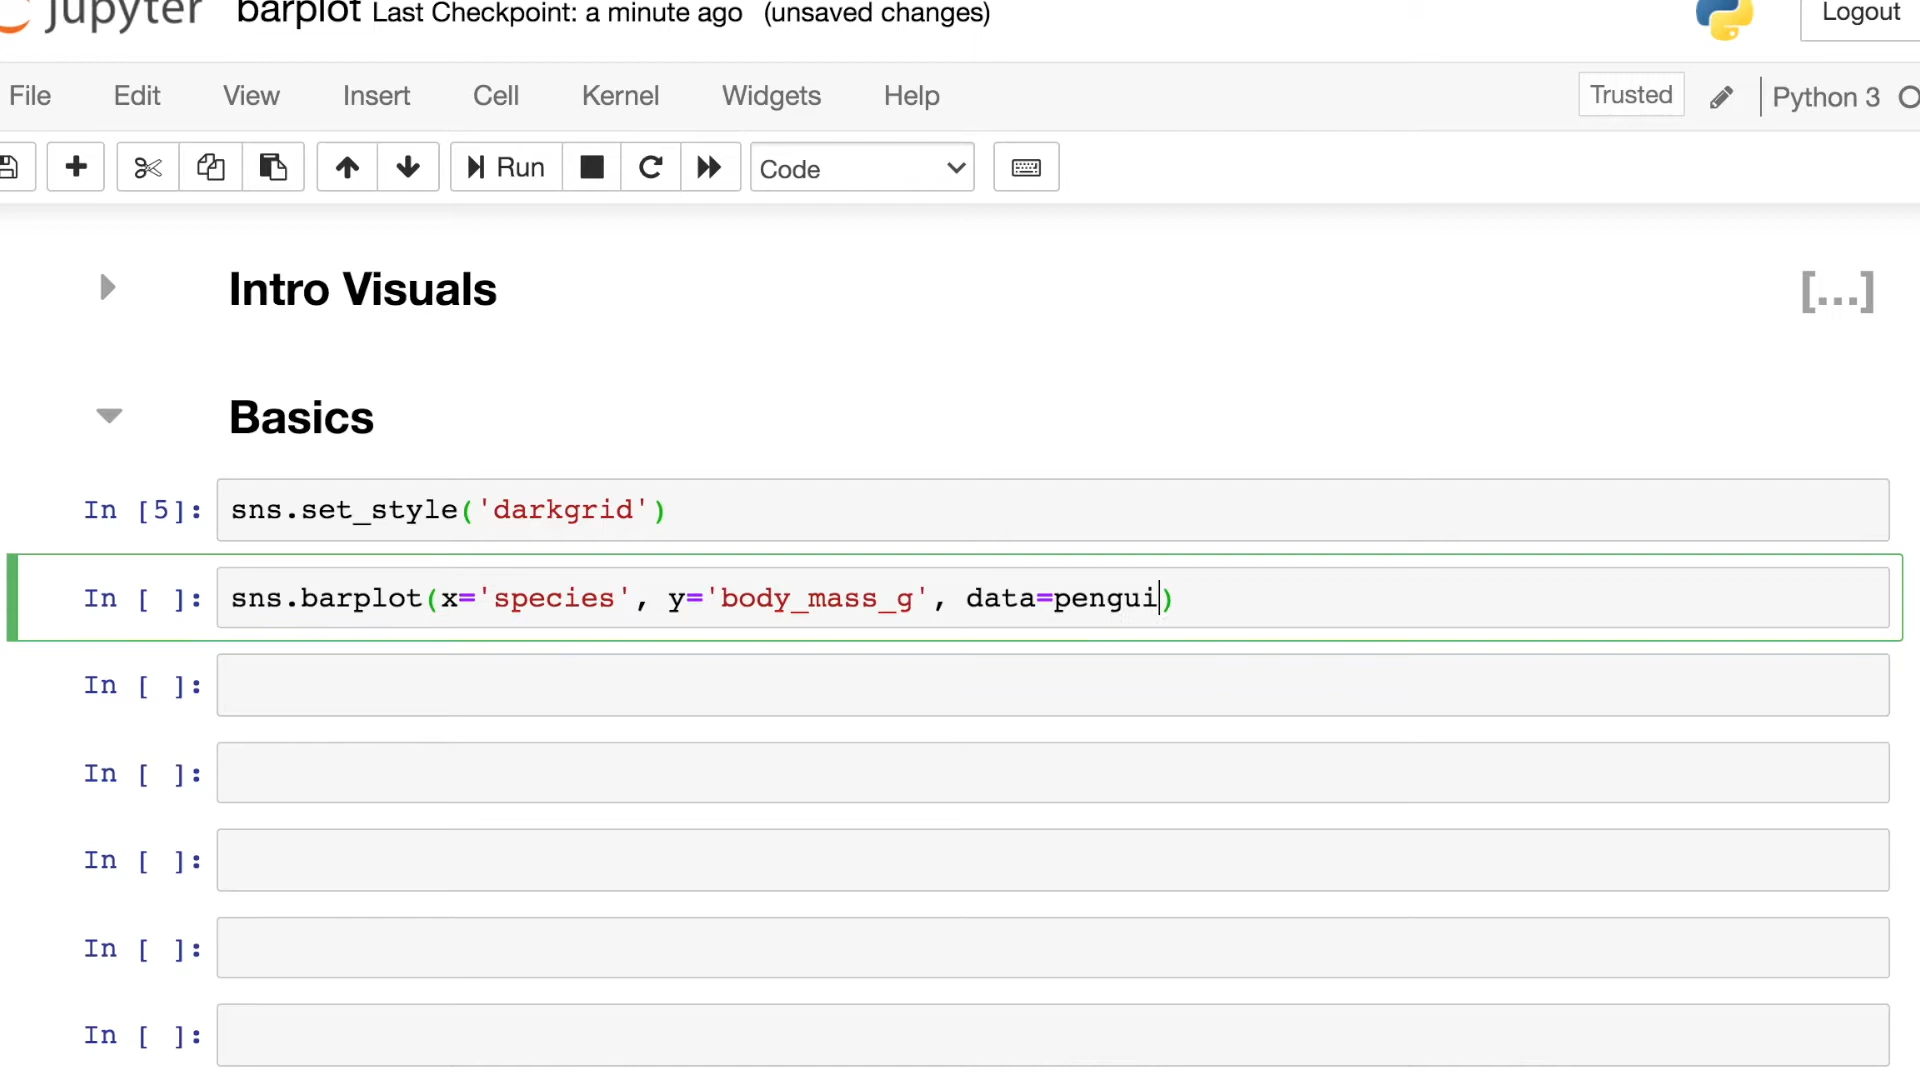 jupyter barplot Last Checkpoint: a minute ago (unsaved changes) Logout
File Edit View Insert Cell Kernel Widgets Help Trusted Python 3
Run Code
Intro Visuals [...]
Basics
In [5]: sns.set_style('darkgrid')
In [ ]: sns.barplot(x='species', y='body_mass_g', data=pengui)
In [ ]:
In [ ]:
In [ ]:
In [ ]:
In [ ]: